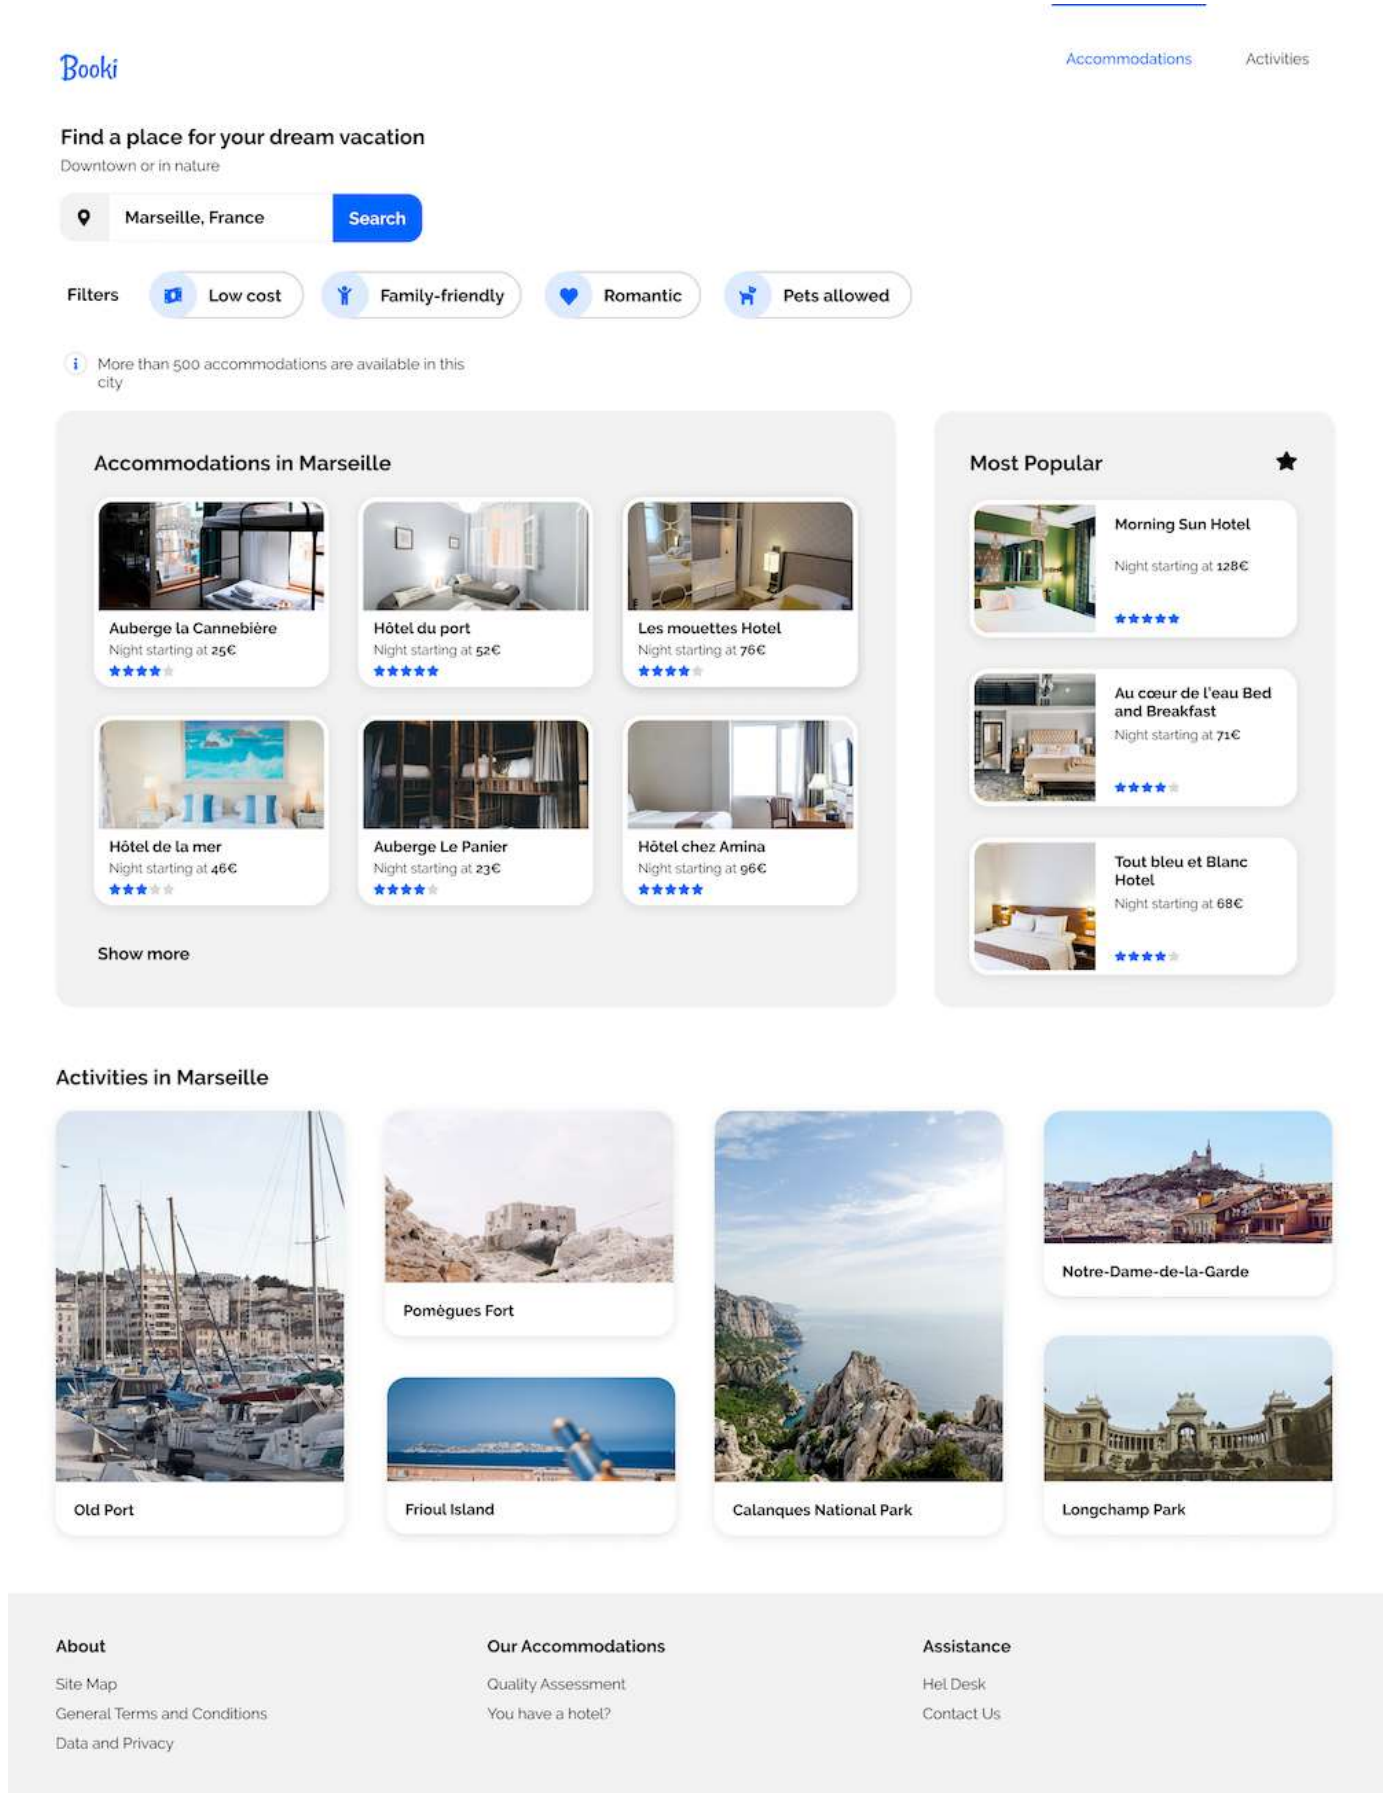 Booki
Accommodations
Activities
Find a place for your dream vacation
Downtown or in nature
Marseille, France
Search
Filters
Low cost
Family-friendly
Romantic
Pets allowed
More than 500 accommodations are available in this
city
Accommodations in Marseille
Auberge la Cannebière
Night starting at 25€
Hôtel du port
Night starting at 52€
Les mouettes Hotel
Night starting at 76€
Hôtel de la mer
Night starting at 46€
Auberge Le Panier
Night starting at 23€
Hôtel chez Amina
Night starting at 96€
Show more
Most Popular
Morning Sun Hotel
Night starting at 128€
Au cœur de l'eau Bed
and Breakfast
Night starting at 71€
Tout bleu et Blanc
Hotel
Night starting at 68€
Activities in Marseille
Old Port
Pomègues Fort
Frioul Island
Calanques National Park
Notre-Dame-de-la-Garde
Longchamp Park
About
Site Map
General Terms and Conditions
Data and Privacy
Our Accommodations
Quality Assessment
You have a hotel?
Assistance
Hel Desk
Contact Us